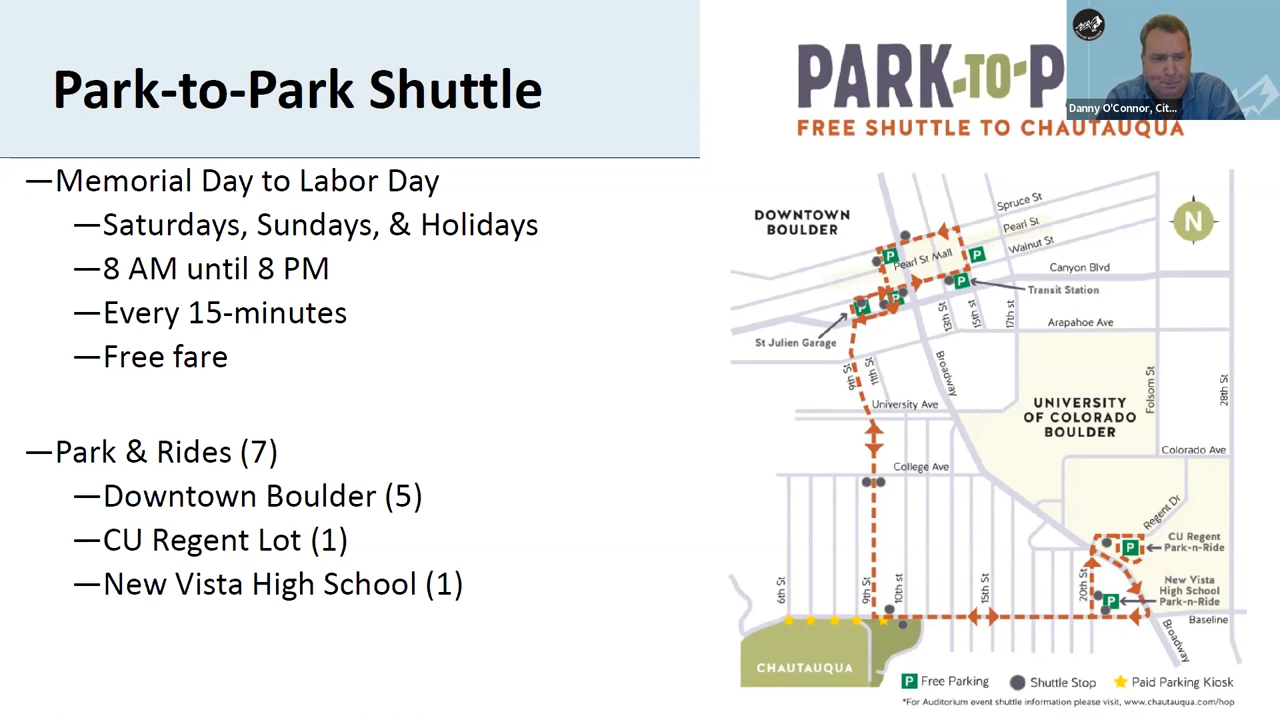 Park-to-Park Shuttle
—Memorial Day to Labor Day
—Saturdays, Sundays, & Holidays
—8 AM until 8 PM
—Every 15-minutes
—Free fare
—Park & Rides (7)
—Downtown Boulder (5)
—CU Regent Lot (1)
—New Vista High School (1)
PARK-TO-P
FREE SHUTTLE TO CHAUTAUQUA
Danny O'Connor, Cit...
DOWNTOWN
BOULDER
Spruce St
Pearl St
Walnut St
Pearl St Mall
N
P
P
P
P
P
Canyon Blvd
Transit Station
13th St
15th st
17th st
Arapahoe Ave
St Julien Garage
9th St
11th St
Broadway
Folsom St
28th St
University Ave
UNIVERSITY
OF COLORADO
BOULDER
Colorado Ave
College Ave
Regent Dr
CU Regent
Park-n-Ride
P
New Vista
High School
Park-n-Ride
P
6th St
9th St
10th st
15th St
20th St
Baseline
Broadway
CHAUTAUQUA
P Free Parking
Shuttle Stop
Paid Parking Kiosk
*For Auditorium event shuttle information please visit, www.chautauqua.com/hop